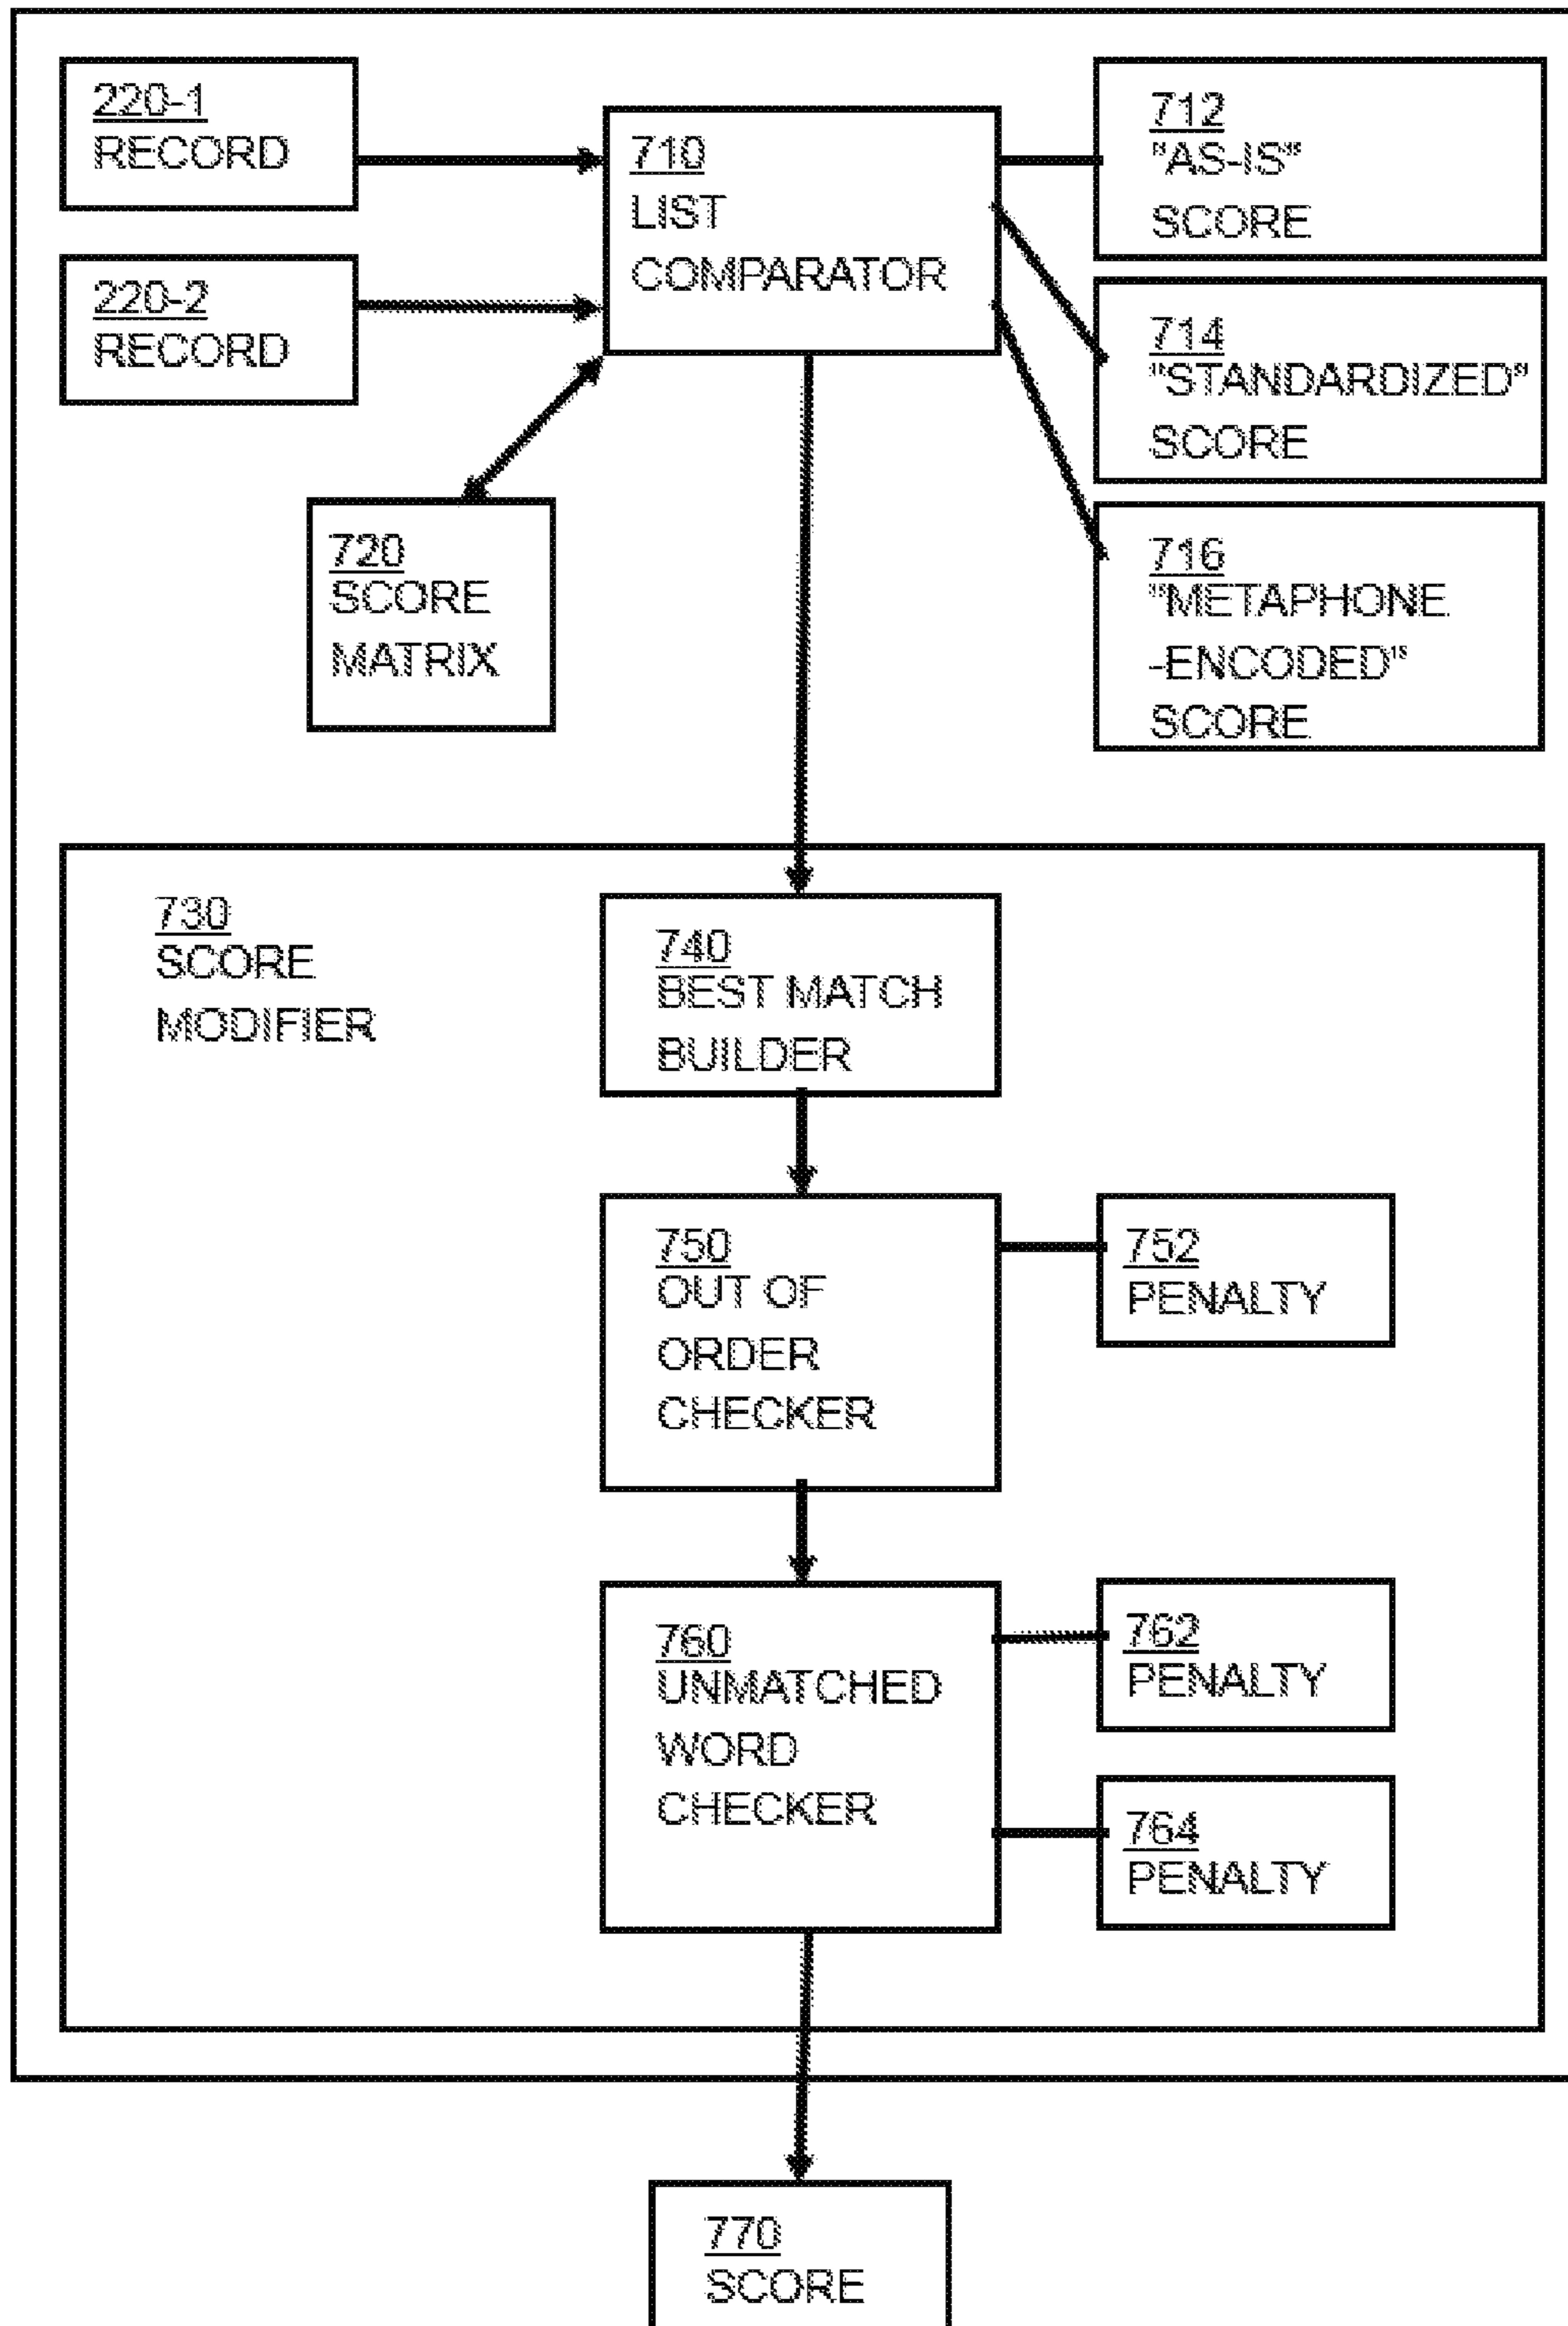 220-1
RECORD
220-2
RECORD
710
LIST
COMPARATOR
712
"AS-IS"
SCORE
714
"STANDARDIZED"
SCORE
716
"METAPHONE
-ENCODED"
SCORE
720
SCORE
MATRIX
730
SCORE
MODIFIER
740
BEST MATCH
BUILDER
750
OUT OF
ORDER
CHECKER
752
PENALTY
760
UNMATCHED
WORD
CHECKER
762
PENALTY
764
PENALTY
770
SCORE